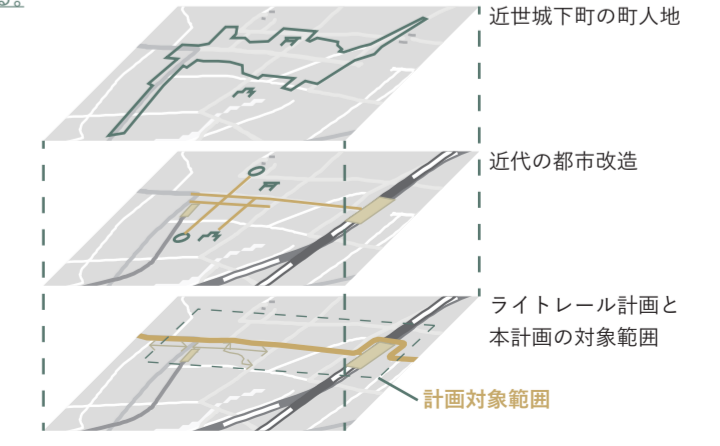 る。
近世城下町の町人地
近代の都市改造
ライトレール計画と
本計画の対象範囲
計画対象範囲